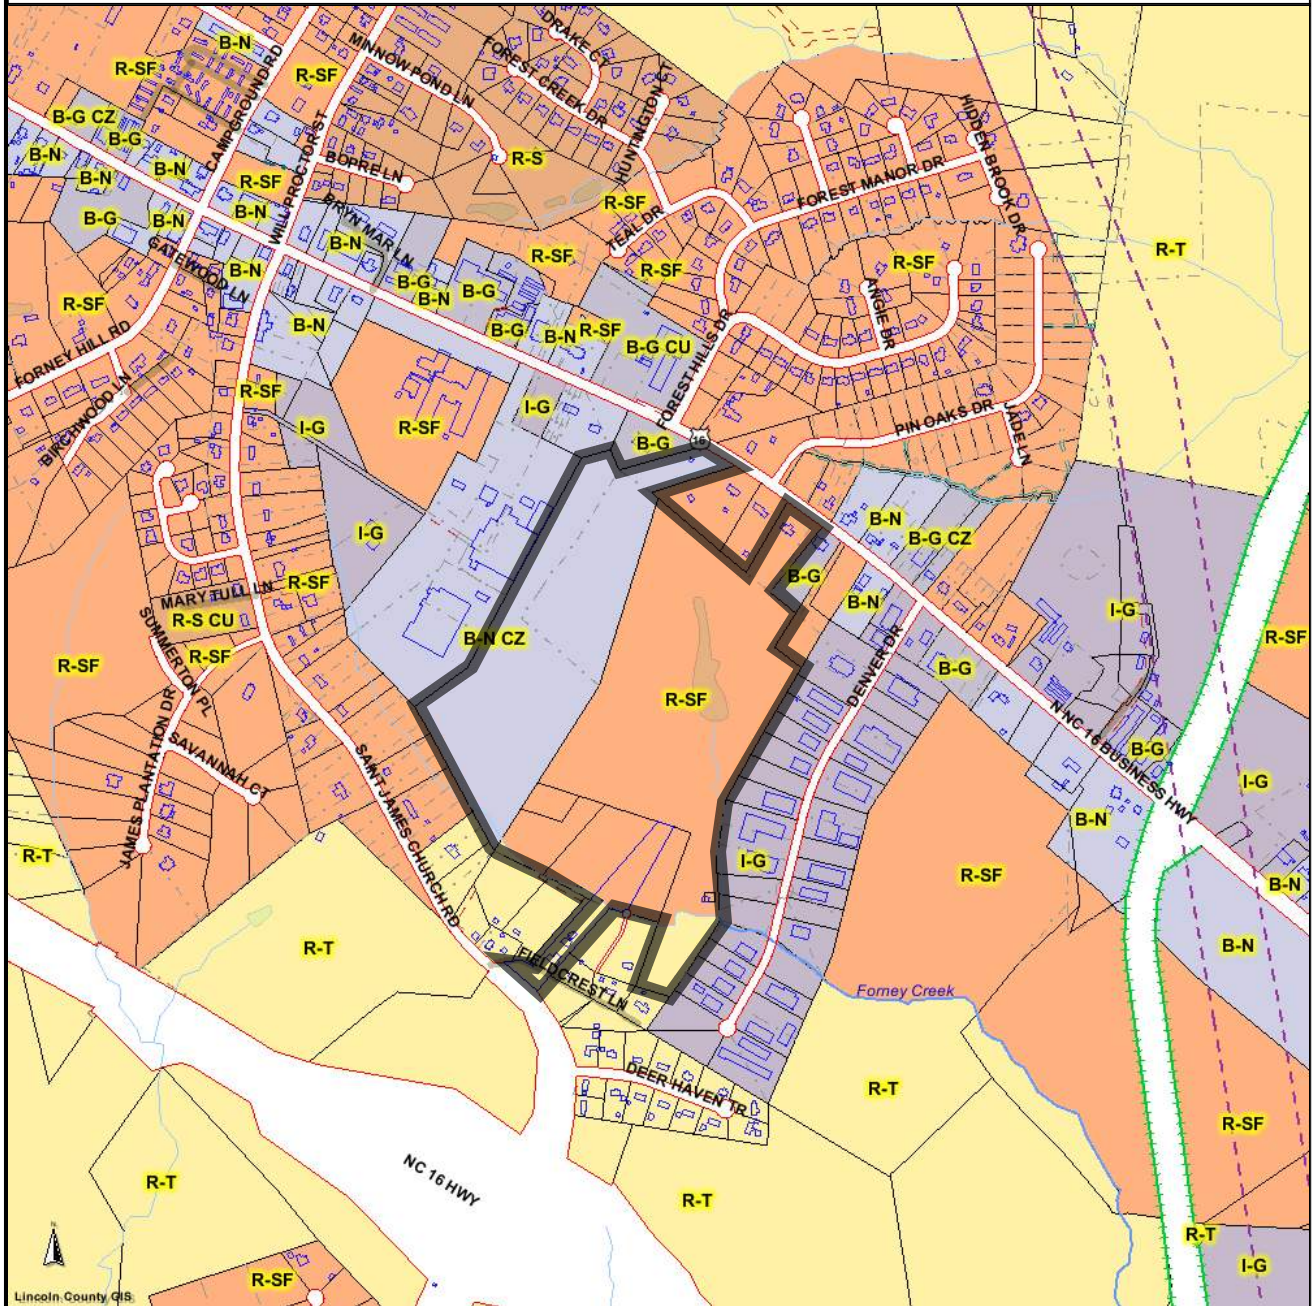 DRAKE CT
B-N
MINNOW POND LN
FOREST CREEK DR
R-SF
R-SF
CAMPGROUND RD
HUNTINGTON CT
HIDDEN BROOK DR
B-G CZ
B-G
WILL PROCTOR ST
B-N
B-N
BOPRE LN
R-S
B-N
R-SF
FOREST MANOR DR
B-G
B-N
B-N
BRYN MAR LN
R-SF
TEAL DR
B-N
R-T
GATEWOOD LN
B-N
R-SF
R-SF
R-SF
B-G
B-N
B-G
R-SF
ANGIE DR
B-N
B-G
B-N
R-SF
B-G CU
FOREST HILLS DR
FORNEY HILL RD
BIRCHWOOD LN
R-SF
I-G
R-SF
I-G
B-G
16
PIN OAKS DR
JADE LN
I-G
B-N
B-G CZ
MARY TULL LN
R-SF
B-G
B-N
I-G
R-S CU
SUMMERTON PL
B-N CZ
R-SF
R-SF
R-SF
DENVER DR
B-G
R-SF
JAMES PLANTATION DR
SAVANNAH CT
SAINT JAMES CHURCH RD
N NC 16 BUSINESS HWY
B-G
I-G
B-N
R-T
I-G
R-SF
B-N
R-T
FIELDCREST LN
B-N
Forney Creek
DEER HAVEN TR
R-T
R-SF
NC 16 HWY
R-T
R-T
R-T
I-G
R-SF
Lincoln County GIS